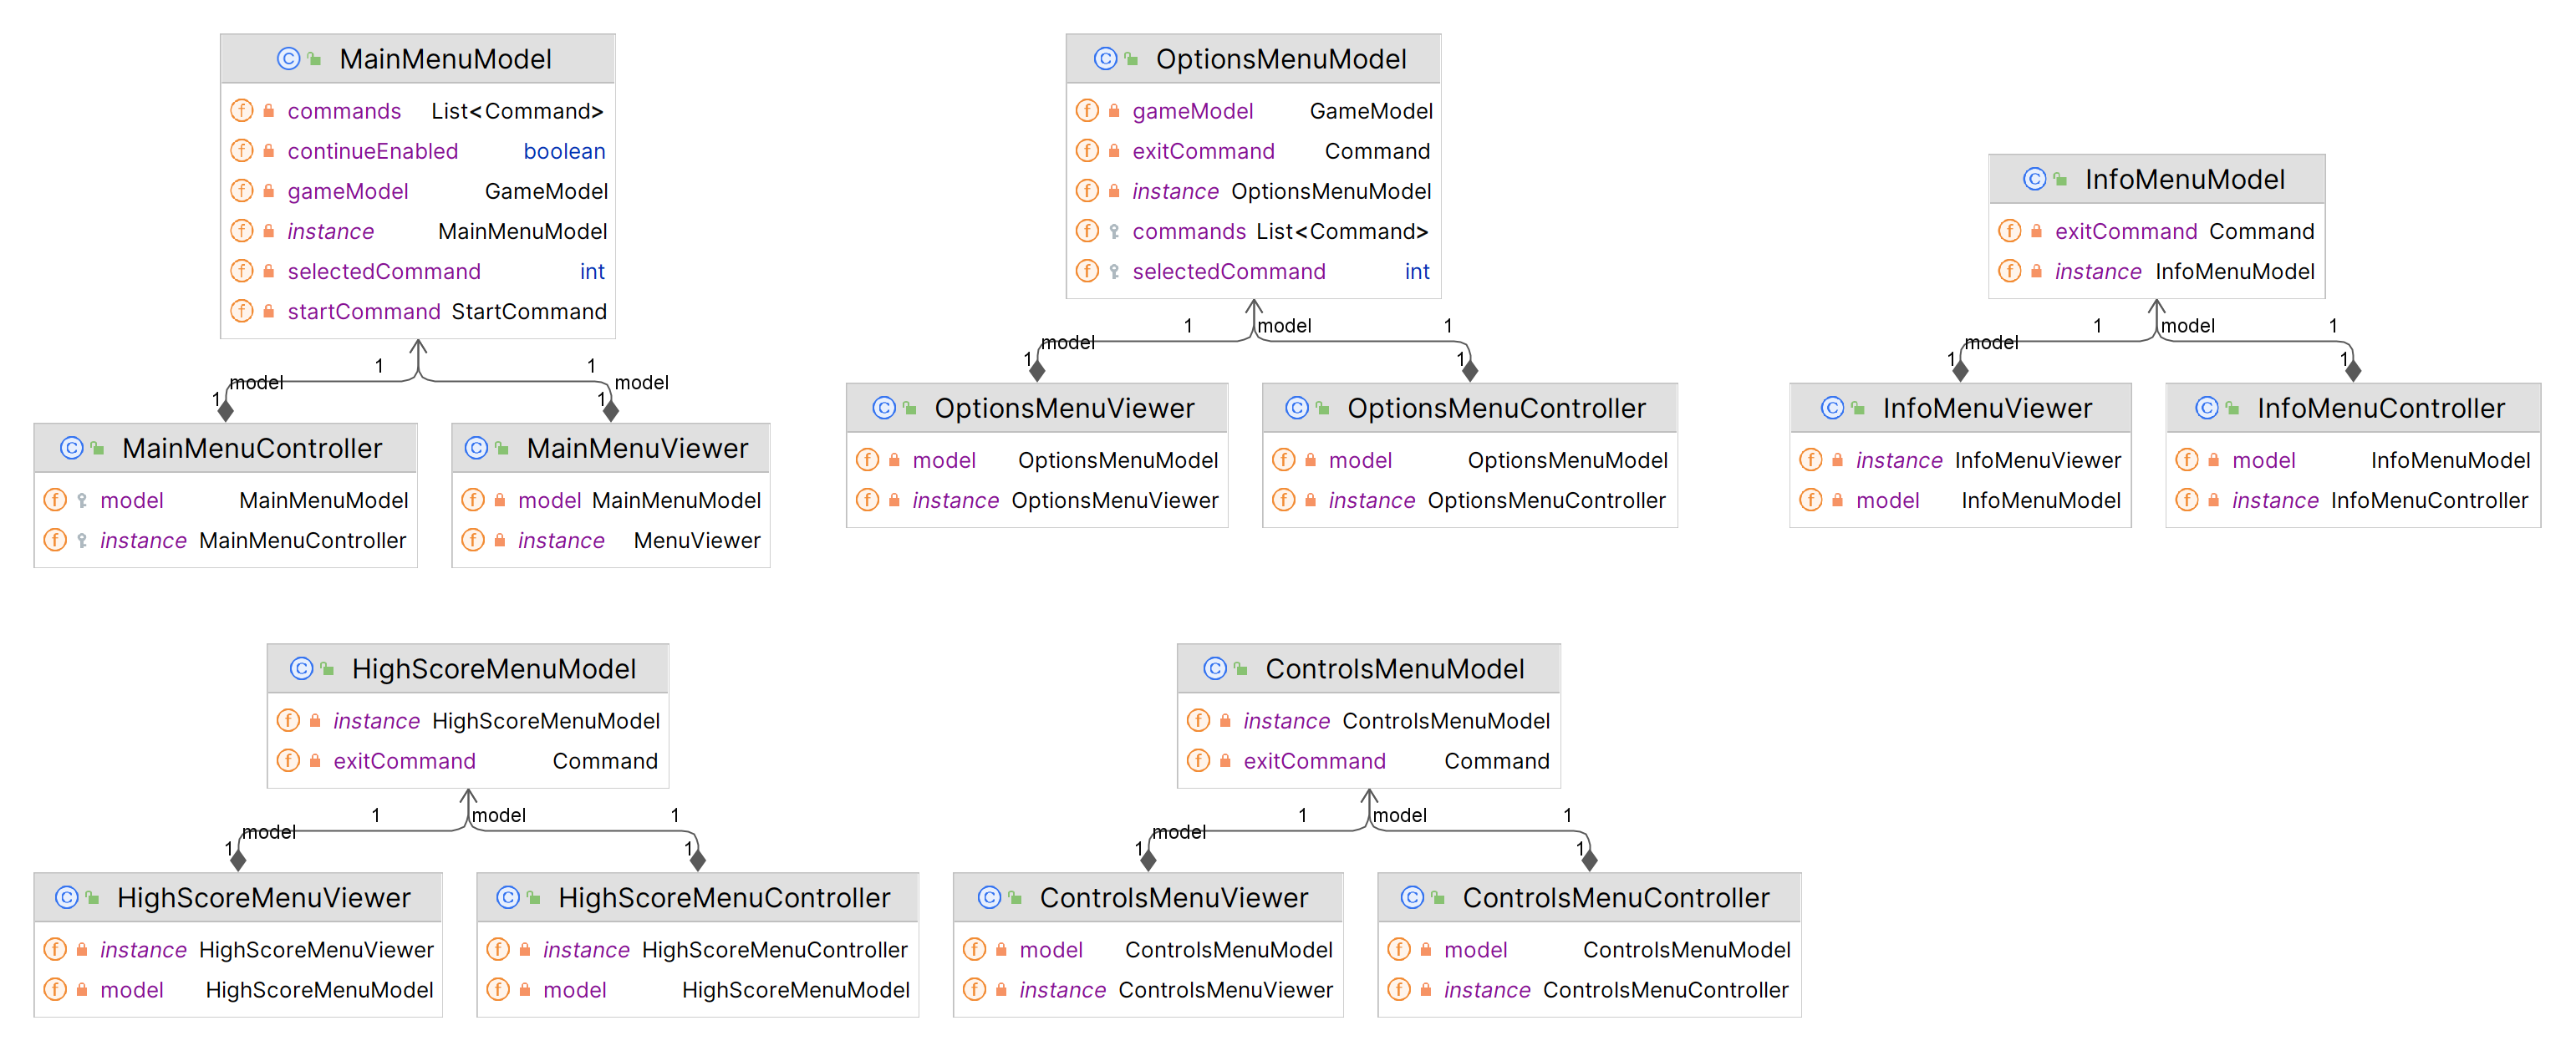 MainMenuModel
commands List<Command>
continueEnabled boolean
gameModel GameModel
instance MainMenuModel
selectedCommand int
startCommand StartCommand
1 1
model model
1 1
MainMenuController
model MainMenuModel
instance MainMenuController
MainMenuViewer
model MainMenuModel
instance MenuViewer
OptionsMenuModel
gameModel GameModel
exitCommand Command
instance OptionsMenuModel
commands List<Command>
selectedCommand int
1 model 1
model
1 1
OptionsMenuViewer
model OptionsMenuModel
instance OptionsMenuViewer
OptionsMenuController
model OptionsMenuModel
instance OptionsMenuController
InfoMenuModel
exitCommand Command
instance InfoMenuModel
1 model 1
model
1 1
InfoMenuViewer
instance InfoMenuViewer
model InfoMenuModel
InfoMenuController
model InfoMenuModel
instance InfoMenuController
HighScoreMenuModel
instance HighScoreMenuModel
exitCommand Command
1 model 1
model
1 1
HighScoreMenuViewer
instance HighScoreMenuViewer
model HighScoreMenuModel
HighScoreMenuController
instance HighScoreMenuController
model HighScoreMenuModel
ControlsMenuModel
instance ControlsMenuModel
exitCommand Command
1 model 1
model
1 1
ControlsMenuViewer
model ControlsMenuModel
instance ControlsMenuViewer
ControlsMenuController
model ControlsMenuModel
instance ControlsMenuController